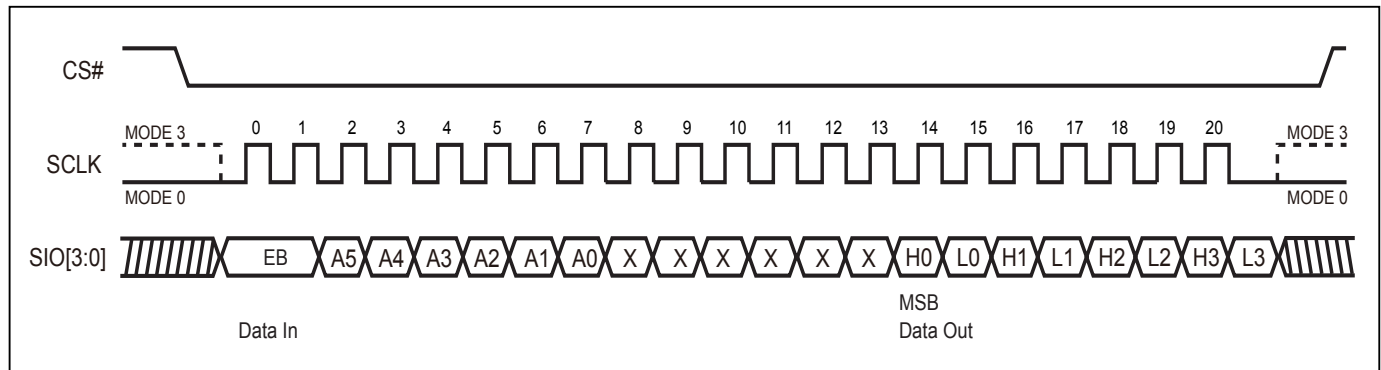 CS#
MODE 3 0 1 2 3 4 5 6 7 8 9 10 11 12 13 14 15 16 17 18 19 20 MODE 3
SCLK
MODE 0 MODE 0
SIO[3:0] EB A5 A4 A3 A2 A1 A0 X X X X X X H0 L0 H1 L1 H2 L2 H3 L3
MSB
Data In Data Out